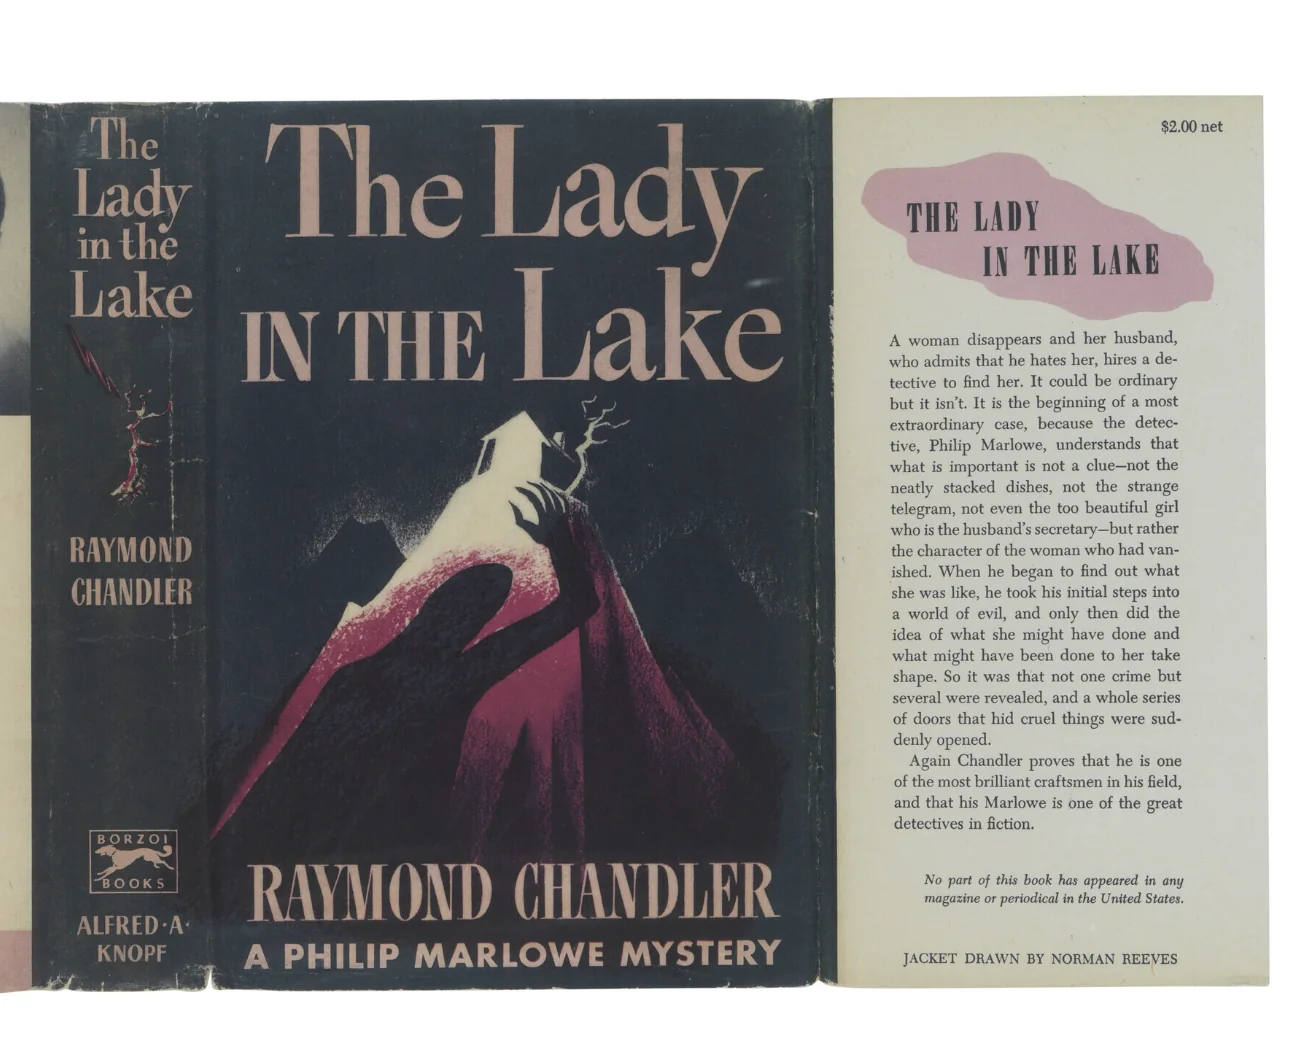 The
Lady
in the
Lake
RAYMOND
CHANDLER
BORZOI
BOOKS
ALFRED·A·
KNOPF
The Lady
IN THE Lake
RAYMOND CHANDLER
A PHILIP MARLOWE MYSTERY
$2.00 net
THE LADY
IN THE LAKE
A woman disappears and her husband,
who admits that he hates her, hires a de-
tective to find her. It could be ordinary
but it isn't. It is the beginning of a most
extraordinary case, because the detec-
tive, Philip Marlowe, understands that
what is important is not a clue—not the
neatly stacked dishes, not the strange
telegram, not even the too beautiful girl
who is the husband's secretary—but rather
the character of the woman who had van-
ished. When he began to find out what
she was like, he took his initial steps into
a world of evil, and only then did the
idea of what she might have done and
what might have been done to her take
shape. So it was that not one crime but
several were revealed, and a whole series
of doors that hid cruel things were sud-
denly opened.
Again Chandler proves that he is one
of the most brilliant craftsmen in his field,
and that his Marlowe is one of the great
detectives in fiction.
No part of this book has appeared in any
magazine or periodical in the United States.
JACKET DRAWN BY NORMAN REEVES